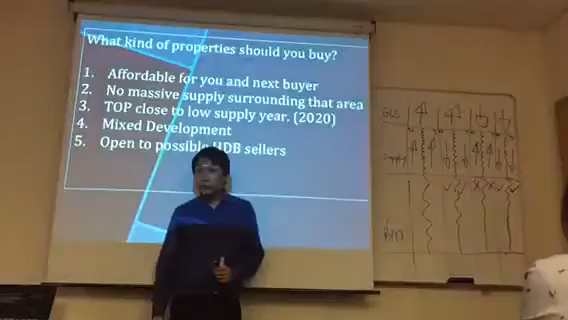 What kind of properties should you buy?
1. Affordable for you and next buyer
2. No massive supply surrounding that area
3. TOP close to low supply year. (2020)
4. Mixed Development
5. Open to possible HDB sellers